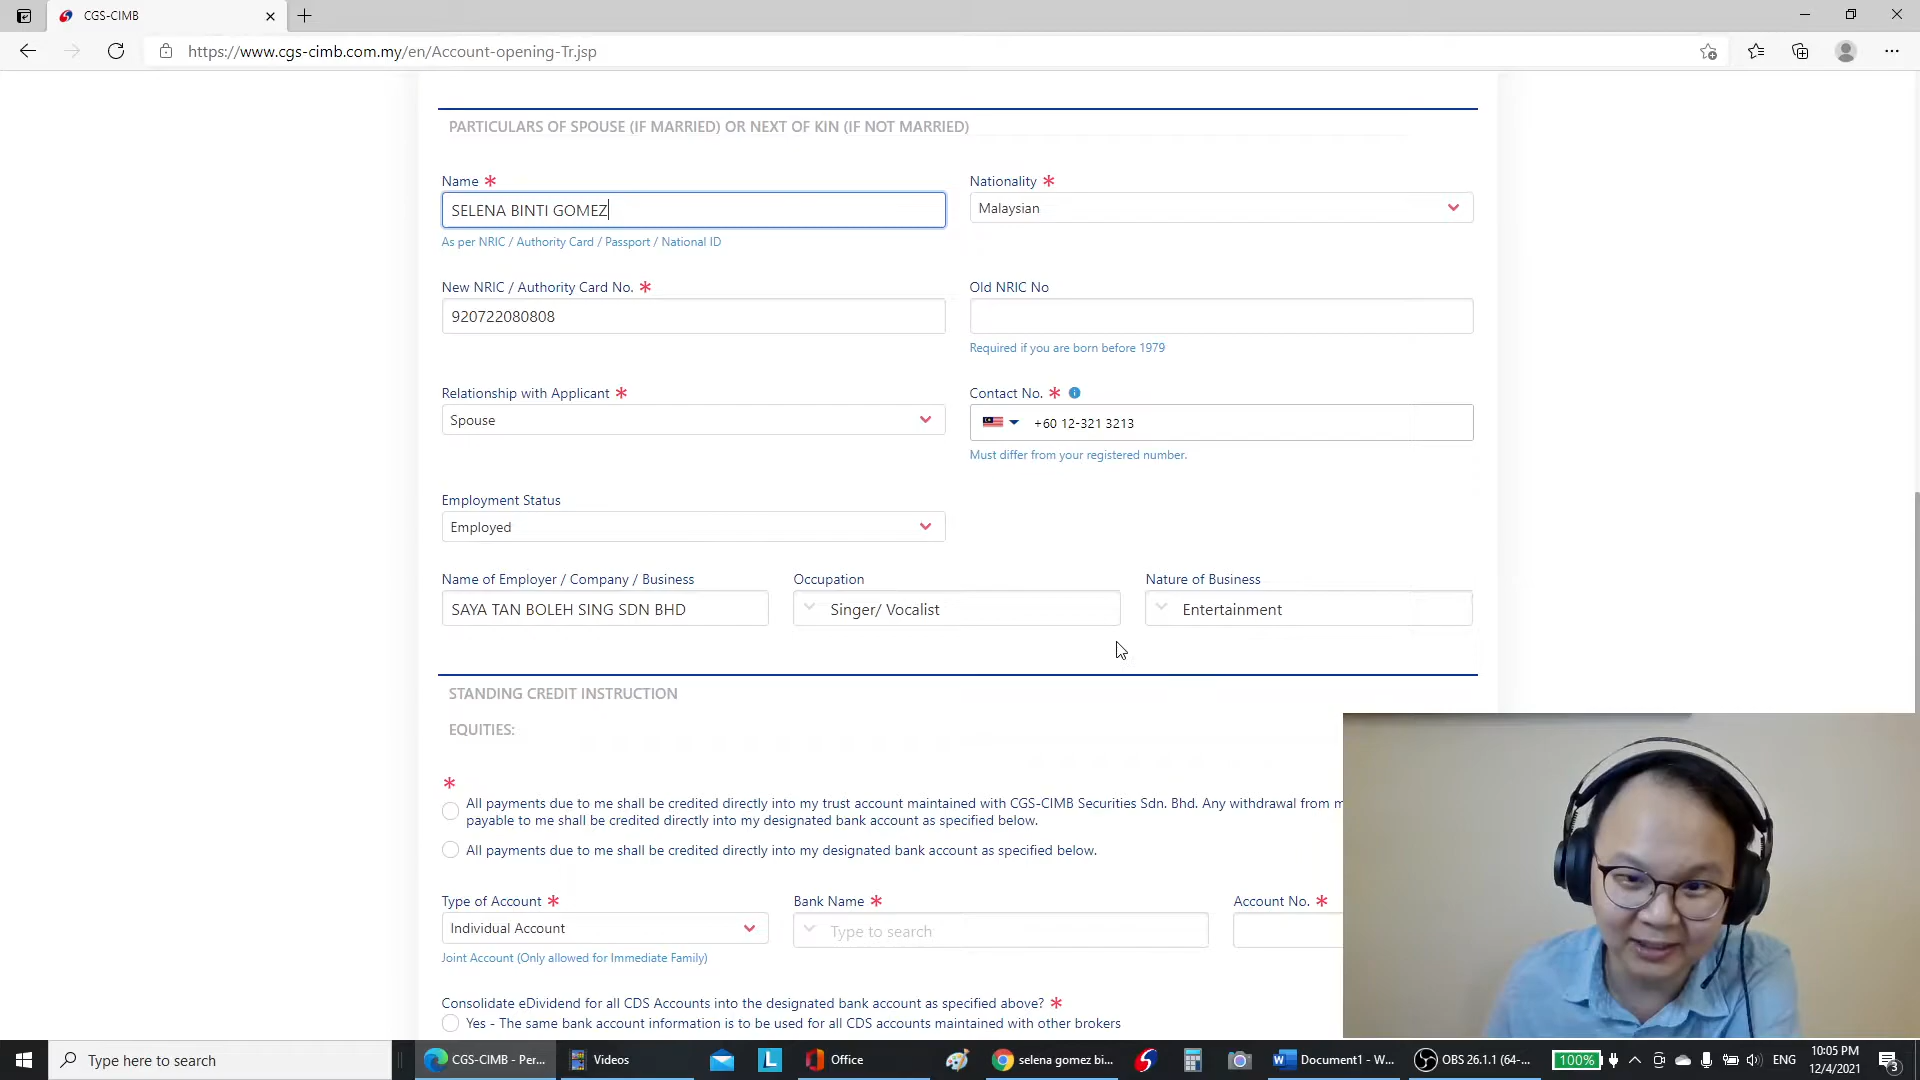 CGS-CIMB
https://www.cgs-cimb.com.my/en/Account-opening-Tr.jsp
PARTICULARS OF SPOUSE (IF MARRIED) OR NEXT OF KIN (IF NOT MARRIED)
Name *
Nationality *
SELENA BINTI GOMEZ
Malaysian
As per NRIC / Authority Card / Passport / National ID
New NRIC / Authority Card No. *
Old NRIC No
920722080808
Required if you are born before 1979
Relationship with Applicant *
Contact No. *
Spouse
+60 12-321 3213
Must differ from your registered number.
Employment Status
Employed
Name of Employer / Company / Business
Occupation
Nature of Business
SAYA TAN BOLEH SING SDN BHD
Singer/ Vocalist
Entertainment
STANDING CREDIT INSTRUCTION
EQUITIES:
*
All payments due to me shall be credited directly into my trust account maintained with CGS-CIMB Securities Sdn. Bhd. Any withdrawal from
payable to me shall be credited directly into my designated bank account as specified below.
All payments due to me shall be credited directly into my designated bank account as specified below.
Type of Account *
Bank Name *
Account No. *
Individual Account
Type to search
Joint Account (Only allowed for Immediate Family)
Consolidate eDividend for all CDS Accounts into the designated bank account as specified above? *
Yes - The same bank account information is to be used for all CDS accounts maintained with other brokers
Type here to search
CGS-CIMB - Per...
Videos
L
Office
selena gomez bi...
Document1 - W...
OBS 26.1.1 (64-...
100%
ENG
10:05 PM
12/4/2021
3